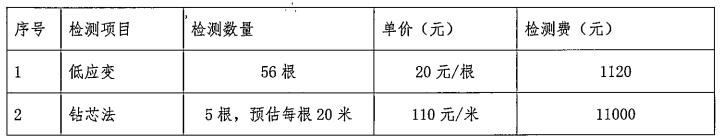 序号 检测项目 检测数量 单价（元） 检测费（元）
1 低应变 56根 20元/根 1120
2 钻芯法 5根，预估每根20米 110元/米 11000